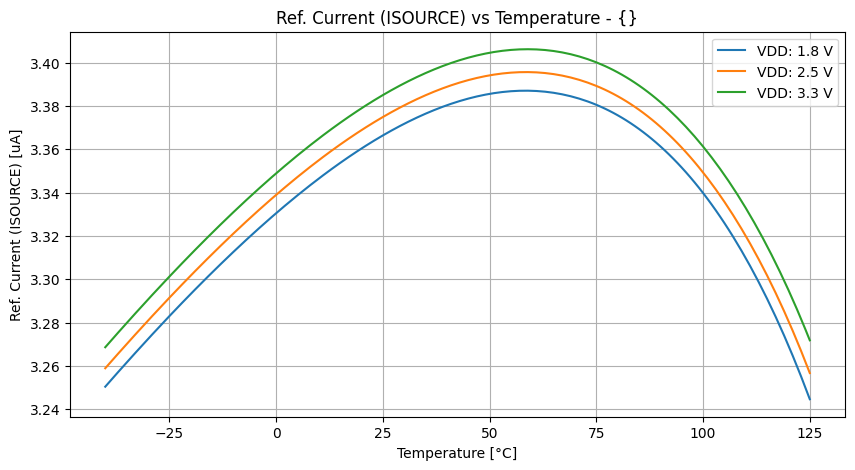 Ref. Current (ISOURCE) vs Temperature - {}
VDD: 1.8 V
VDD: 2.5 V
VDD: 3.3 V
Ref. Current (ISOURCE) [uA]
3.40
3.38
3.36
3.34
3.32
3.30
3.28
3.26
3.24
−25
0
25
50
75
100
125
Temperature [°C]